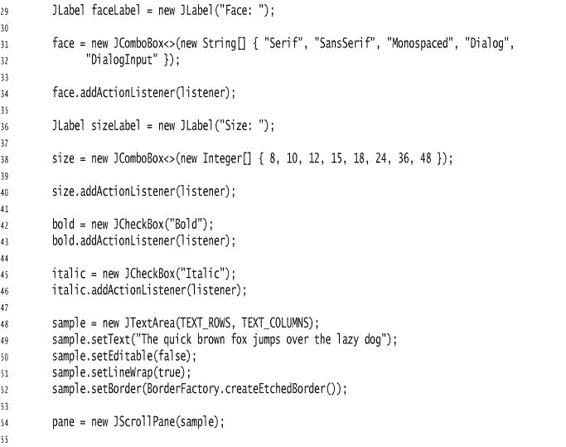 29 JLabel faceLabel = new JLabel("Face: ");
30
31 face = new JComboBox<>(new String[] { "Serif", "SansSerif", "Monospaced", "Dialog",
32 "DialogInput" });
33
34 face.addActionListener(listener);
35
36 JLabel sizeLabel = new JLabel("Size: ");
37
38 size = new JComboBox<>(new Integer[] { 8, 10, 12, 15, 18, 24, 36, 48 });
39
40 size.addActionListener(listener);
41
42 bold = new JCheckBox("Bold");
43 bold.addActionListener(listener);
44
45 italic = new JCheckBox("Italic");
46 italic.addActionListener(listener);
47
48 sample = new JTextArea(TEXT_ROWS, TEXT_COLUMNS);
49 sample.setText("The quick brown fox jumps over the lazy dog");
50 sample.setEditable(false);
51 sample.setLineWrap(true);
52 sample.setBorder(BorderFactory.createEtchedBorder());
53
54 pane = new JScrollPane(sample);
55